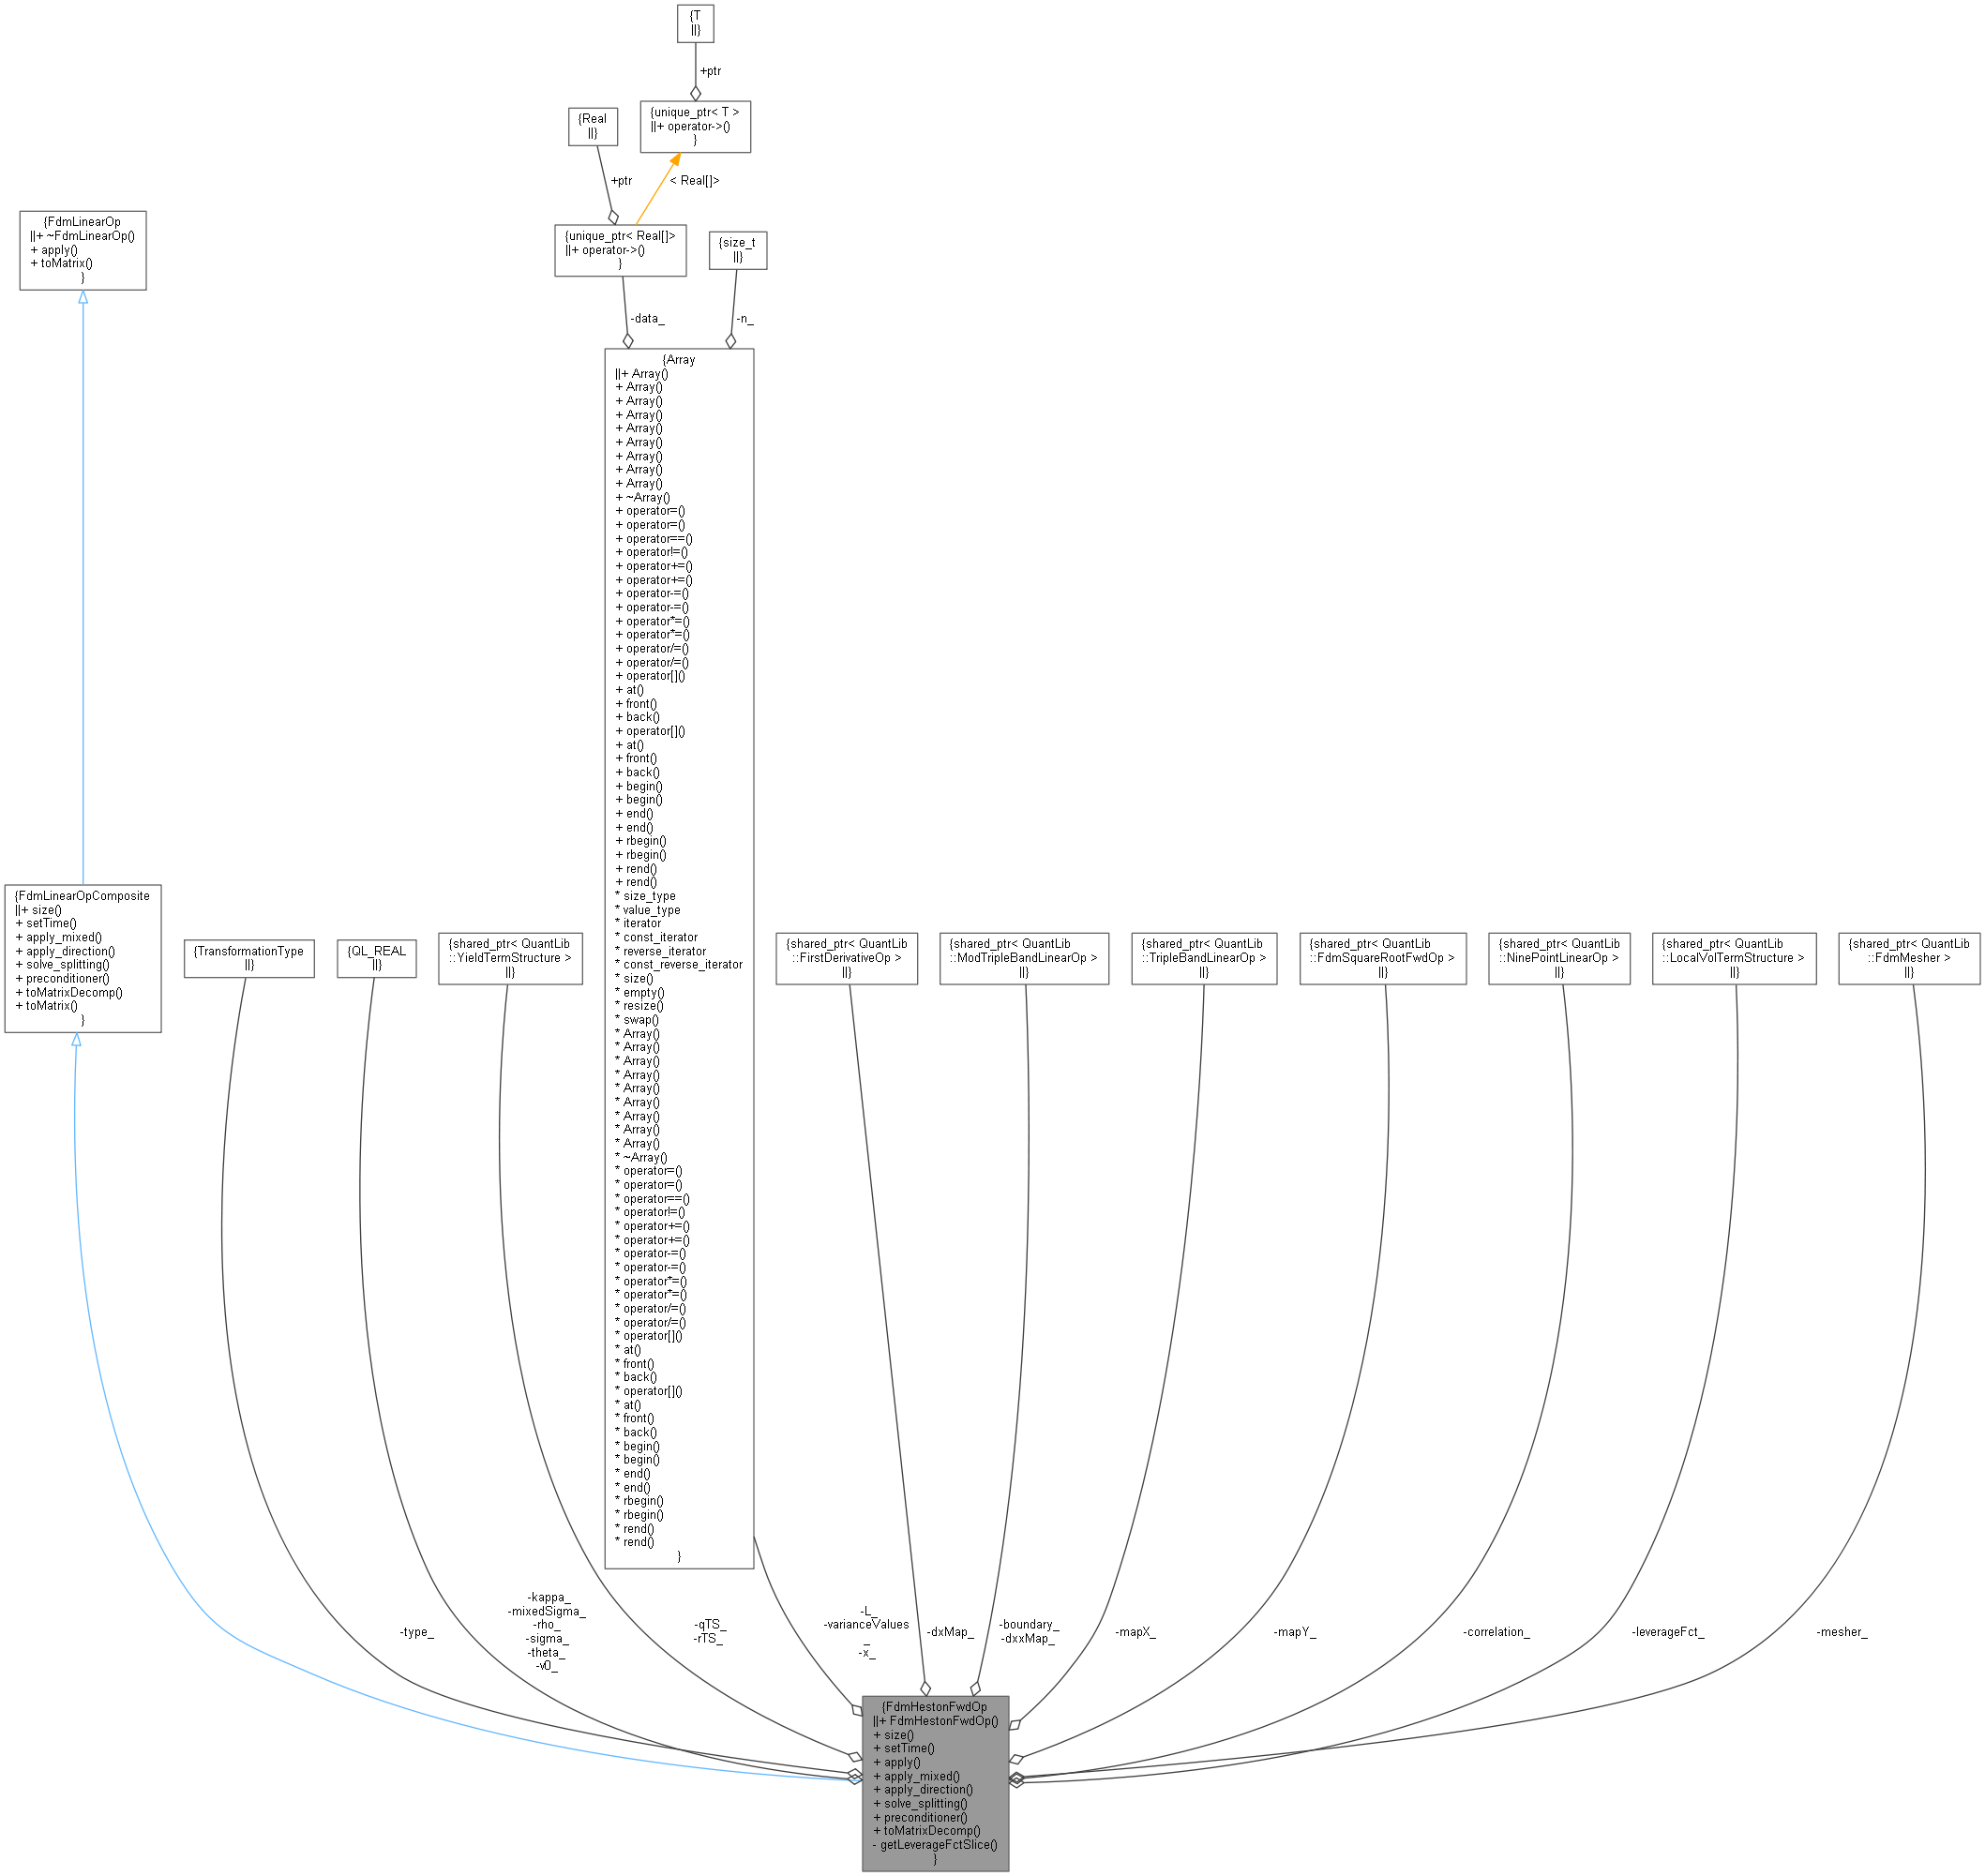 {T
||}
+ptr
{unique_ptr< T >
||+ operator->()
}
{Real
||}
+ptr
< Real[]>
{FdmLinearOp
||+ ~FdmLinearOp()
+ apply()
+ toMatrix()
}
{unique_ptr< Real[]>
||+ operator->()
}
{size_t
||}
-data_
-n_
{Array
||+ Array()
+ Array()
+ Array()
+ Array()
+ Array()
+ Array()
+ Array()
+ Array()
+ Array()
+ ~Array()
+ operator=()
+ operator=()
+ operator==()
+ operator!=()
+ operator+=()
+ operator+=()
+ operator-=()
+ operator-=()
+ operator*=()
+ operator*=()
+ operator/=()
+ operator/=()
+ operator[]()
+ at()
+ front()
+ back()
+ operator[]()
+ at()
+ front()
+ back()
+ begin()
+ begin()
+ end()
+ end()
+ rbegin()
+ rbegin()
+ rend()
+ rend()
* size_type
* value_type
* iterator
* const_iterator
* reverse_iterator
* const_reverse_iterator
* size()
* empty()
* resize()
* swap()
* Array()
* Array()
* Array()
* Array()
* Array()
* Array()
* Array()
* Array()
* Array()
* ~Array()
* operator=()
* operator=()
* operator==()
* operator!=()
* operator+=()
* operator+=()
* operator-=()
* operator-=()
* operator*=()
* operator*=()
* operator/=()
* operator/=()
* operator[]()
* at()
* front()
* back()
* operator[]()
* at()
* front()
* back()
* begin()
* begin()
* end()
* end()
* rbegin()
* rbegin()
* rend()
* rend()
}
{FdmLinearOpComposite
||+ size()
+ setTime()
+ apply_mixed()
+ apply_direction()
+ solve_splitting()
+ preconditioner()
+ toMatrixDecomp()
+ toMatrix()
}
{TransformationType
||}
{QL_REAL
||}
{shared_ptr< QuantLib
::YieldTermStructure >
||}
{shared_ptr< QuantLib
::FirstDerivativeOp >
||}
{shared_ptr< QuantLib
::ModTripleBandLinearOp >
||}
{shared_ptr< QuantLib
::TripleBandLinearOp >
||}
{shared_ptr< QuantLib
::FdmSquareRootFwdOp >
||}
{shared_ptr< QuantLib
::NinePointLinearOp >
||}
{shared_ptr< QuantLib
::LocalVolTermStructure >
||}
{shared_ptr< QuantLib
::FdmMesher >
||}
-type_
-kappa_
-mixedSigma_
-rho_
-sigma_
-theta_
-v0_
-qTS_
-rTS_
-L_
-varianceValues
_
-x_
-dxMap_
-boundary_
-dxxMap_
-mapX_
-mapY_
-correlation_
-leverageFct_
-mesher_
{FdmHestonFwdOp
||+ FdmHestonFwdOp()
+ size()
+ setTime()
+ apply()
+ apply_mixed()
+ apply_direction()
+ solve_splitting()
+ preconditioner()
+ toMatrixDecomp()
- getLeverageFctSlice()
}